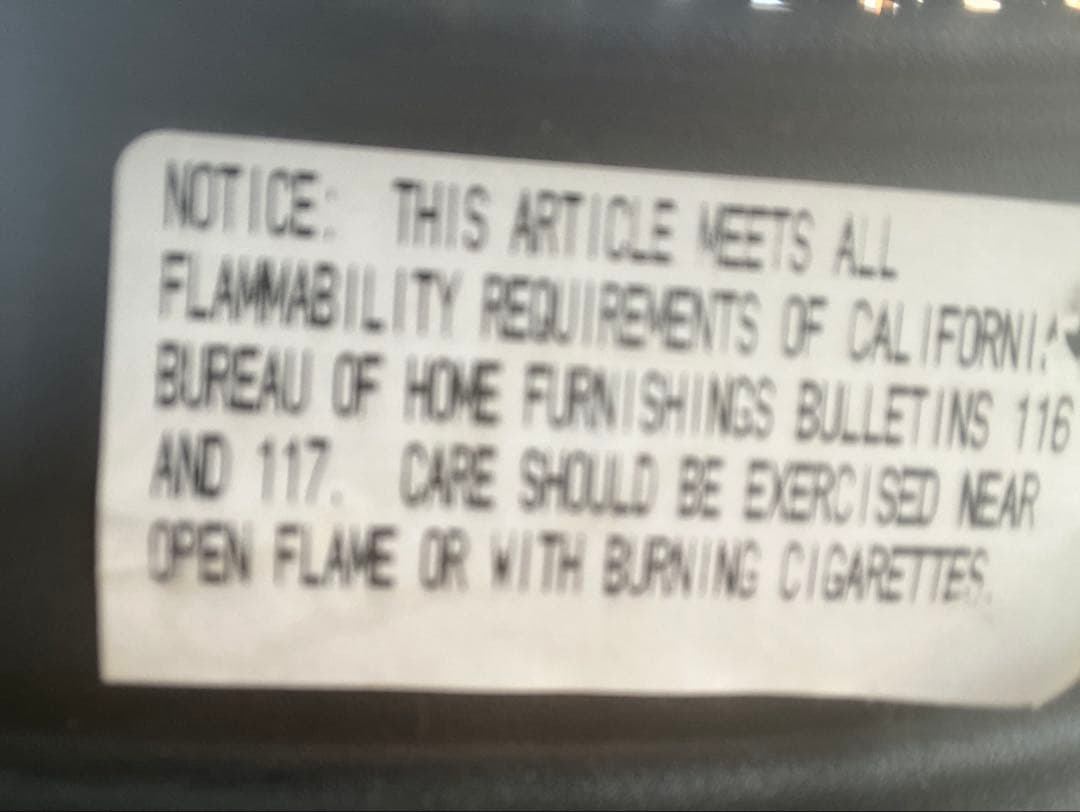 NOTICE: THIS ARTICLE MEETS ALL
FLAMMABILITY REQUIREMENTS OF CALIFORNIA
BUREAU OF HOME FURNISHINGS BULLETINS 116
AND 117. CARE SHOULD BE EXERCISED NEAR
OPEN FLAME OR WITH BURNING CIGARETTES.